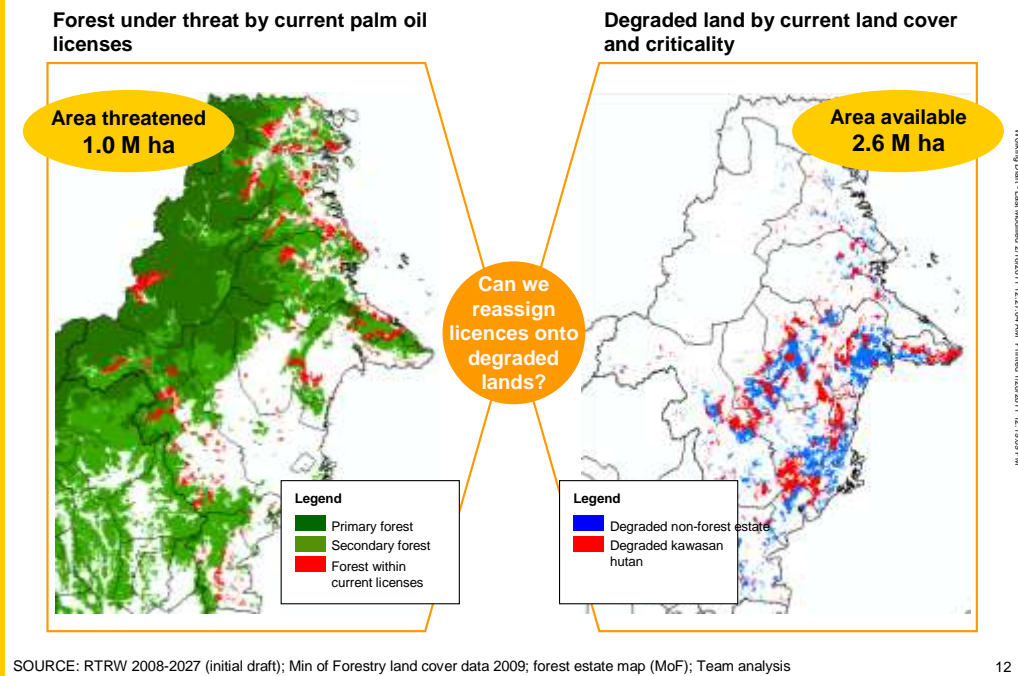 Forest under threat by current palm oil
licenses
Degraded land by current land cover
and criticality
Area threatened
1.0 M ha
Area available
2.6 M ha
Can we
reassign
licences onto
degraded
lands?
Legend
Primary forest
Secondary forest
Forest within
current licenses
Legend
Degraded non-forest estate
Degraded kawasan
hutan
SOURCE: RTRW 2008-2027 (initial draft); Min of Forestry land cover data 2009; forest estate map (MoF); Team analysis
12